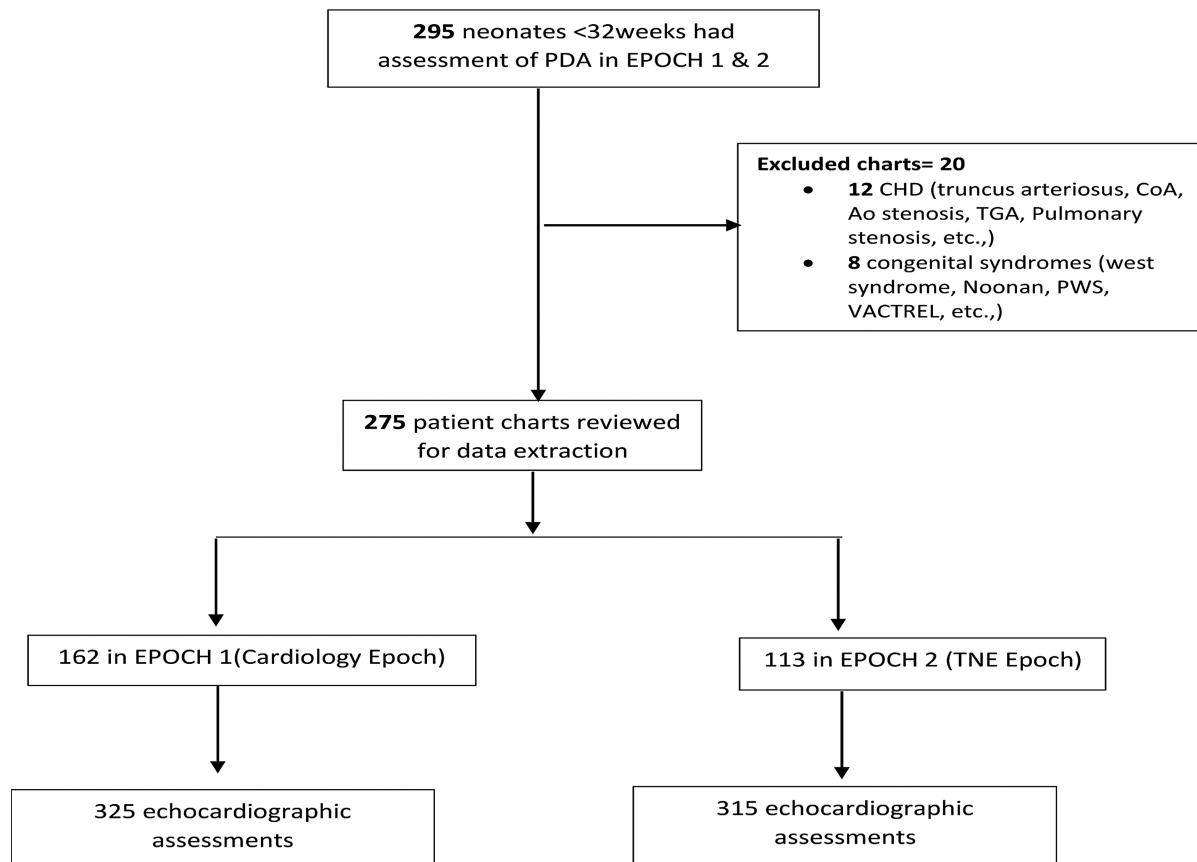 295 neonates <32weeks had
assessment of PDA in EPOCH 1 & 2
Excluded charts= 20
• 12 CHD (truncus arteriosus, CoA,
Ao stenosis, TGA, Pulmonary
stenosis, etc.,)
• 8 congenital syndromes (west
syndrome, Noonan, PWS,
VACTREL, etc.,)
275 patient charts reviewed
for data extraction
162 in EPOCH 1(Cardiology Epoch)
113 in EPOCH 2 (TNE Epoch)
325 echocardiographic
assessments
315 echocardiographic
assessments